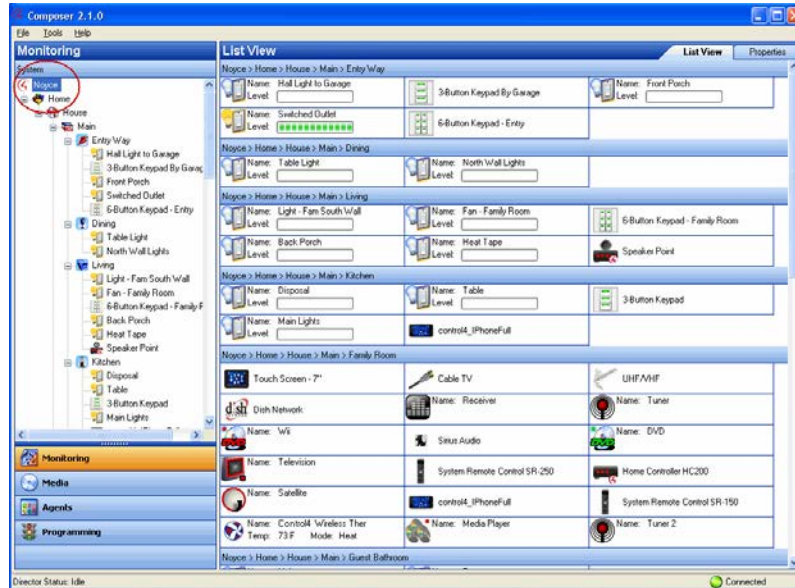 Composer 2.1.0
File Tools Help
Monitoring
System
Noyce
Home
House
Main
Entry Way
Hall Light to Garage
3-Button Keypad By Garag
Front Porch
Switched Outlet
6-Button Keypad - Entry
Dining
Table Light
North Wall Lights
Living
Light - Fam South Wall
Fan - Family Room
6-Button Keypad - Family F
Back Porch
Heat Tape
Speaker Point
Kitchen
Disposal
Table
3-Button Keypad
Main Lights
Monitoring
Media
Agents
Programming
List View
List View Properties
Noyce > Home > House > Main > Entry Way
Name: Hall Light to Garage
Level:
3-Button Keypad By Garage
Name: Front Porch
Level:
Name: Switched Outlet
Level:
6-Button Keypad - Entry
Noyce > Home > House > Main > Dining
Name: Table Light
Level:
Name: North Wall Lights
Level:
Noyce > Home > House > Main > Living
Name: Light - Fam South Wall
Level:
Name: Fan - Family Room
Level:
6-Button Keypad - Family Room
Name: Back Porch
Level:
Name: Heat Tape
Level:
Speaker Point
Noyce > Home > House > Main > Kitchen
Name: Disposal
Level:
Name: Table
Level:
3-Button Keypad
Name: Main Lights
Level:
control4_IPhoneFull
Noyce > Home > House > Main > Family Room
Touch Screen - 7"
Cable TV
UHF/VHF
dish Dish Network
Name: Receiver
Name: Tuner
Name: Wii
Sirius Audio
Name: DVD
Name: Television
System Remote Control SR-250
Home Controller HC200
Name: Satellite
control4_IPhoneFull
System Remote Control SR-150
Name: Control4 Wireless Ther
Temp: 73 F Mode: Heat
Name: Media Player
Name: Tuner 2
Noyce > Home > House > Main > Guest Bathroom
Director Status: Idle
Connected